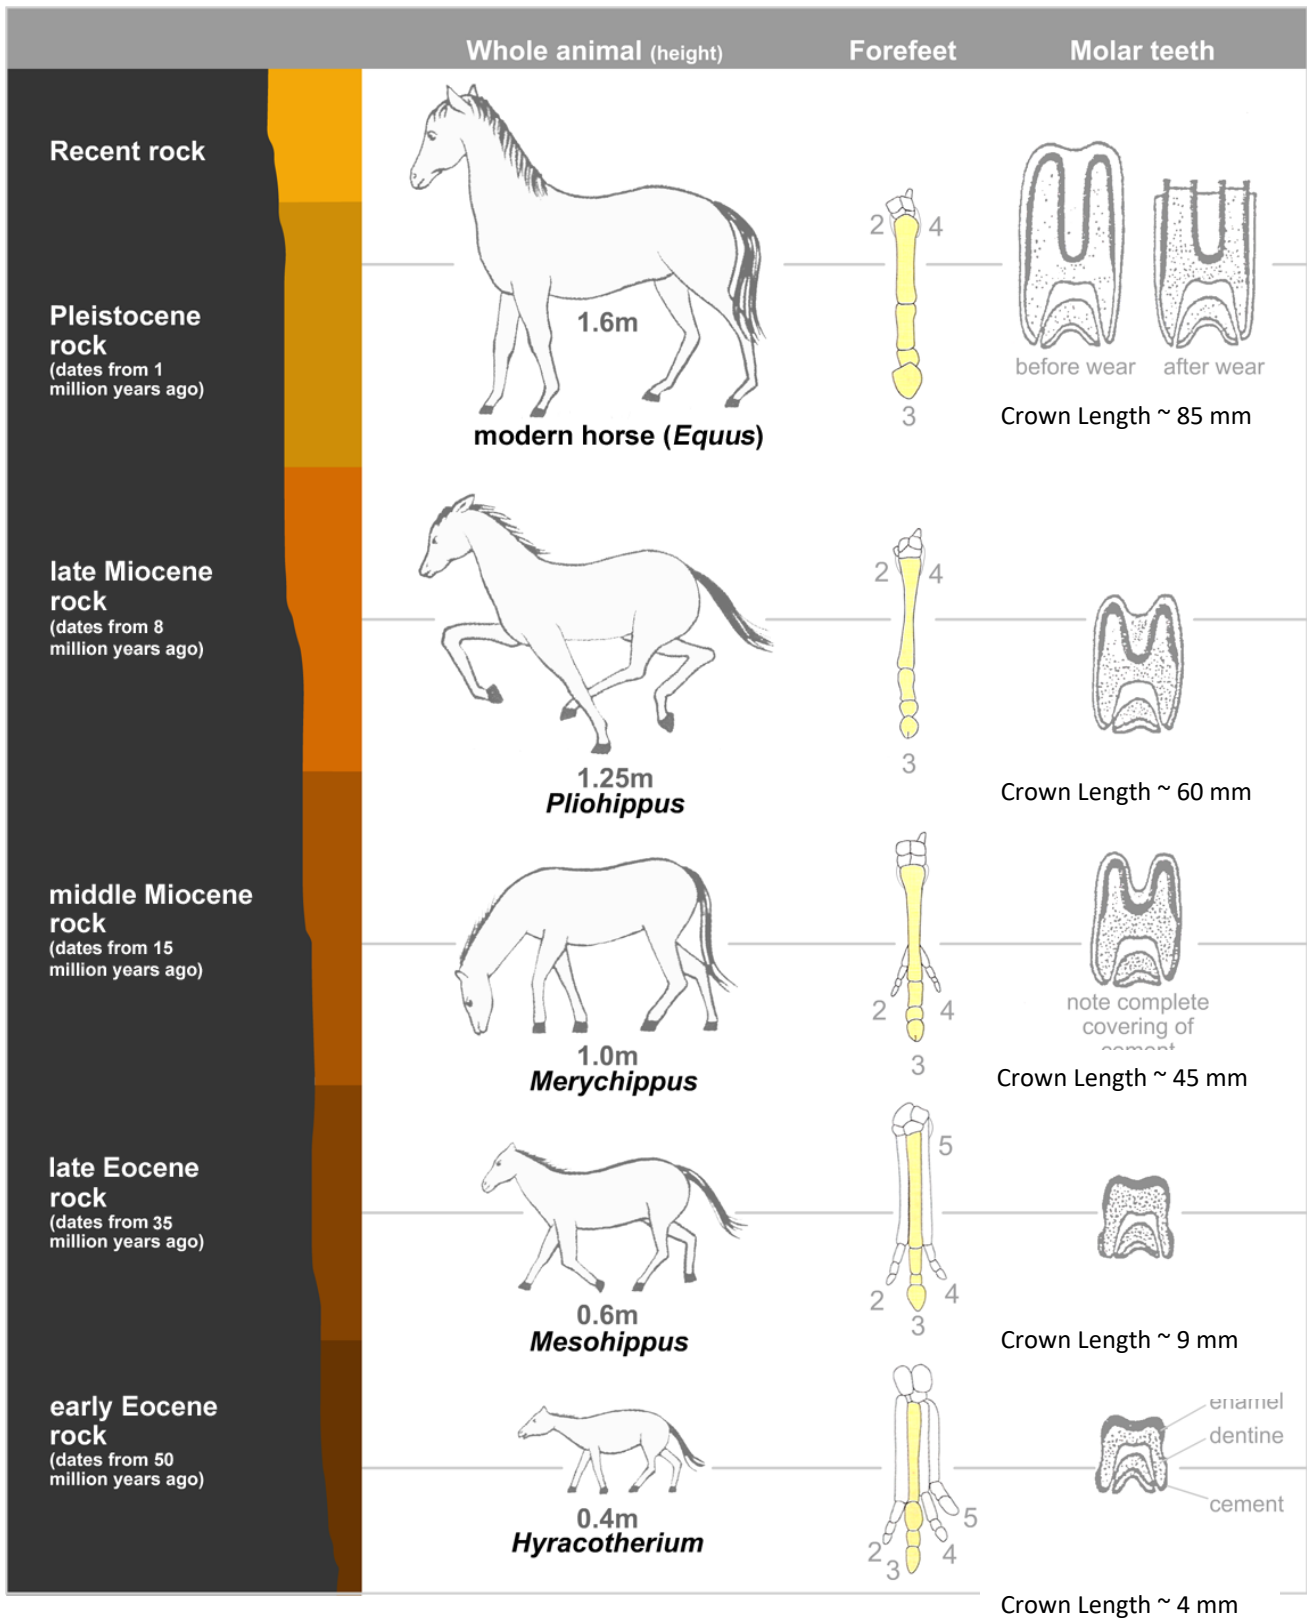 Whole animal (height) Forefeet Molar teeth
Recent rock
2 4
1.6m
Pleistocene
rock
(dates from 1
million years ago)
before wear after wear
3
Crown Length ~ 85 mm
modern horse (Equus)
late Miocene
rock
(dates from 8
million years ago)
2 4
3
1.25m
Pliohippus
Crown Length ~ 60 mm
middle Miocene
rock
(dates from 15
million years ago)
2 4
3
note complete
covering of
cement
1.0m
Merychippus
Crown Length ~ 45 mm
late Eocene
rock
(dates from 35
million years ago)
5
2 4
3
0.6m
Mesohippus
Crown Length ~ 9 mm
early Eocene
rock
(dates from 50
million years ago)
enamel
dentine
cement
5
2 4
3
0.4m
Hyracotherium
Crown Length ~ 4 mm